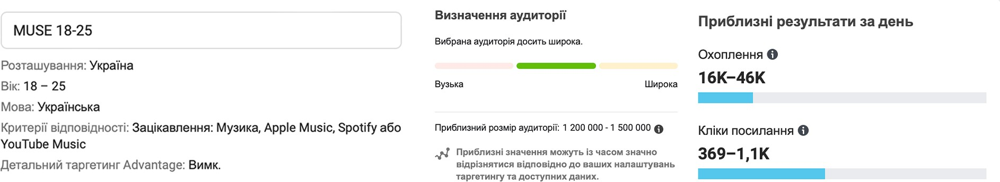 MUSE 18-25
Розташування: Україна
Вік: 18 – 25
Мова: Українська
Критерії відповідності: Зацікавлення: Музика, Apple Music, Spotify або
YouTube Music
Детальний таргетинг Advantage: Вимк.
Визначення аудиторії
Вибрана аудиторія досить широка.
Вузька
Широка
Приблизний розмір аудиторії: 1 200 000 - 1 500 000
Приблизні значення можуть із часом значно
відрізнятися відповідно до ваших налаштувань
таргетингу та доступних даних.
Приблизні результати за день
Охоплення
16K–46K
Кліки посилання
369–1,1K